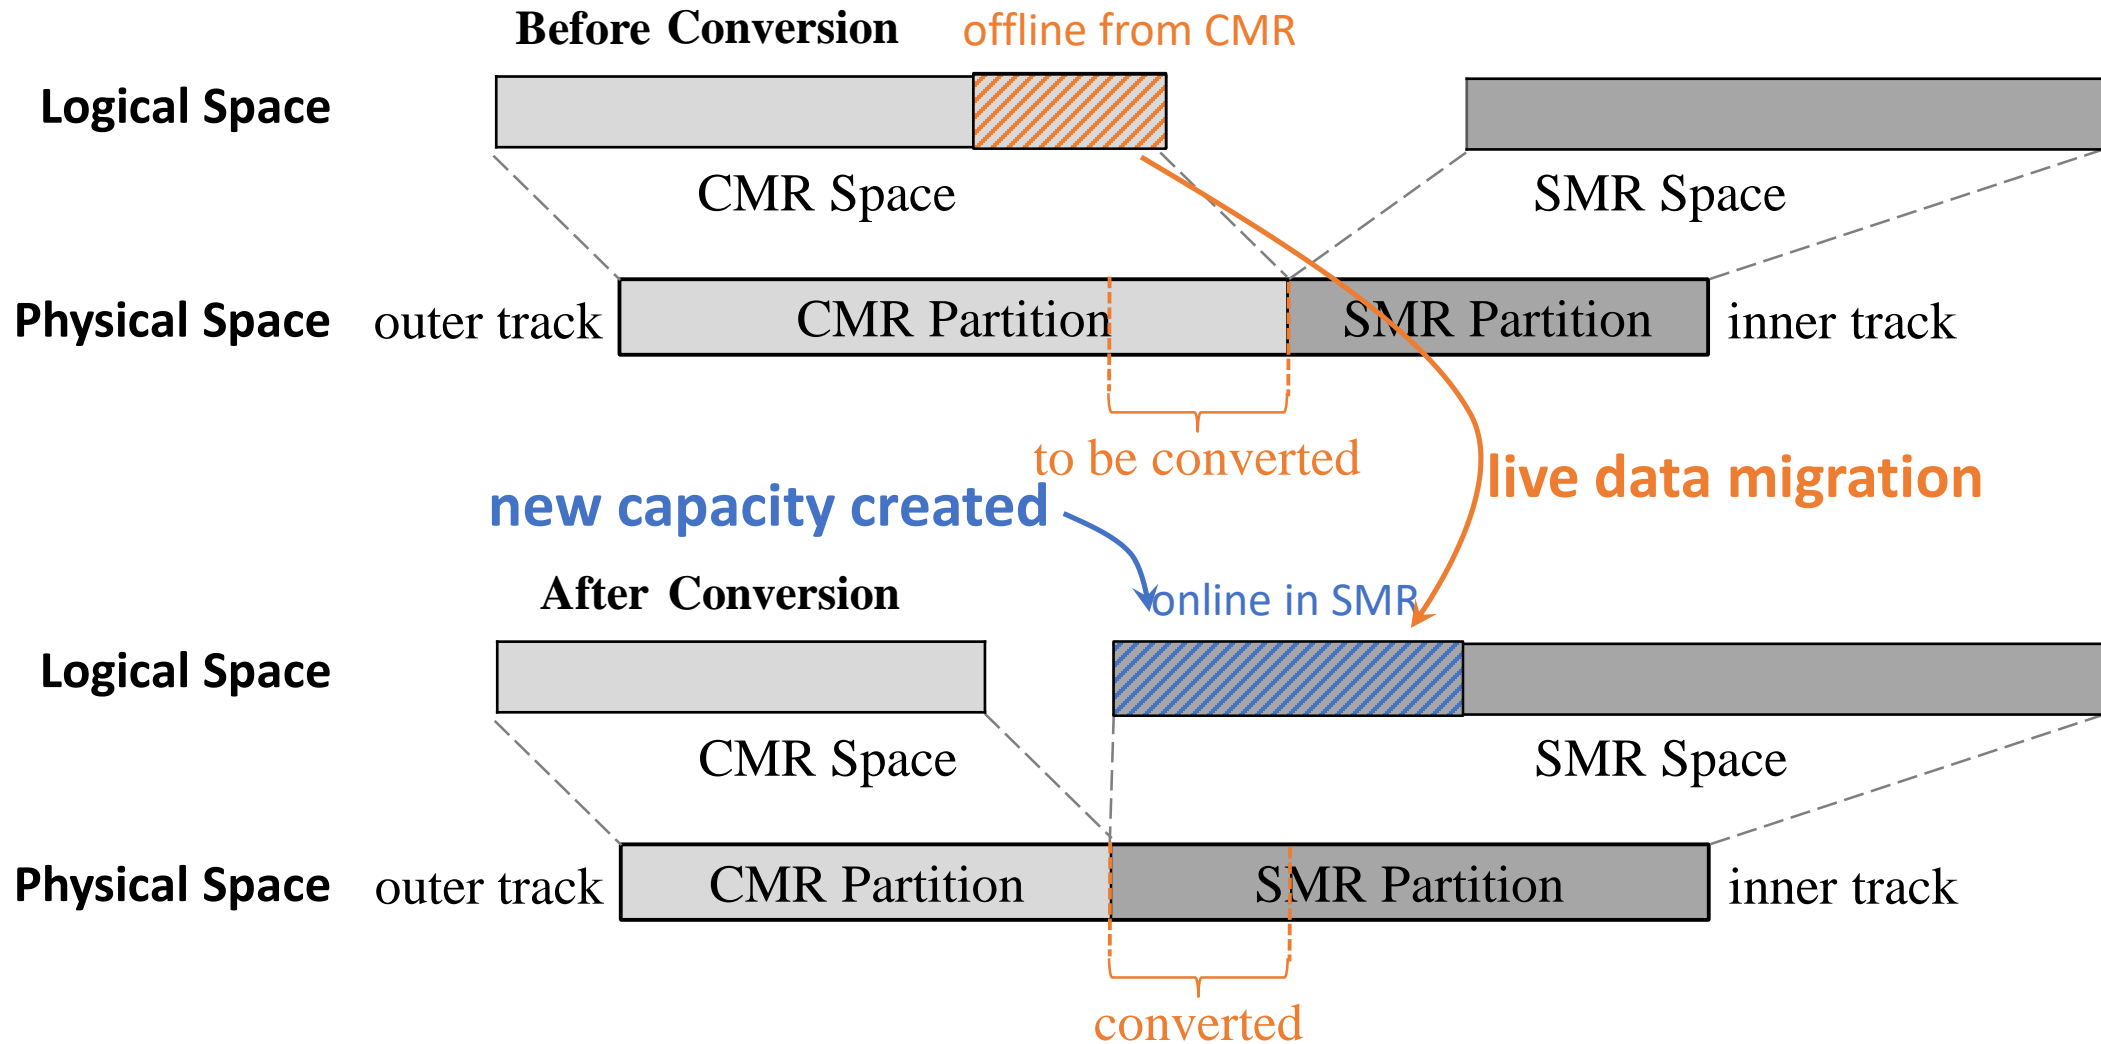 Before Conversion
offline from CMR
Logical Space
CMR Space
SMR Space
Physical Space
outer track
CMR Partition
SMR Partition
inner track
to be converted
live data migration
new capacity created
After Conversion
online in SMR
Logical Space
CMR Space
SMR Space
Physical Space
outer track
CMR Partition
SMR Partition
inner track
converted